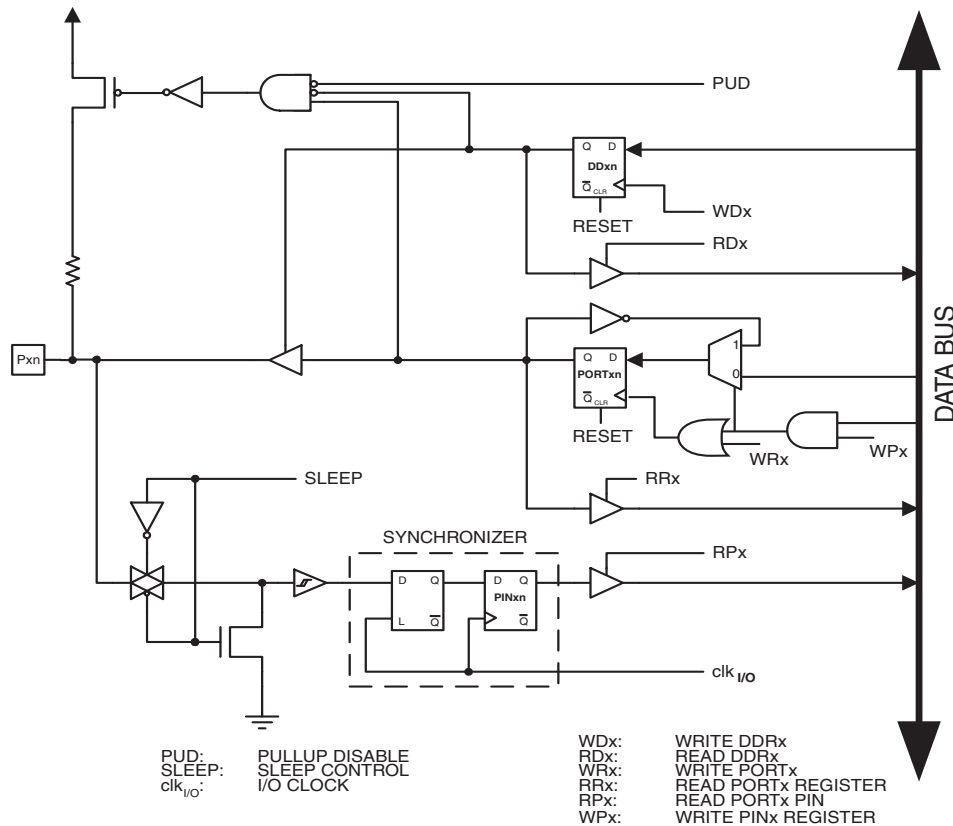 PUD
Q D
DDxn
Q CLR
WDx
RESET
RDx
Pxn
1
Q D
0
PORTxn
Q CLR
RESET
WRx
WPx
DATA BUS
SLEEP
RRx
SYNCHRONIZER
RPx
D Q
D Q
PINxn
L Q
Q
clk I/O
PUD: PULLUP DISABLE
SLEEP: SLEEP CONTROL
clkI/O: I/O CLOCK
WDx: WRITE DDRx
RDx: READ DDRx
WRx: WRITE PORTx
RRx: READ PORTx REGISTER
RPx: READ PORTx PIN
WPx: WRITE PINx REGISTER